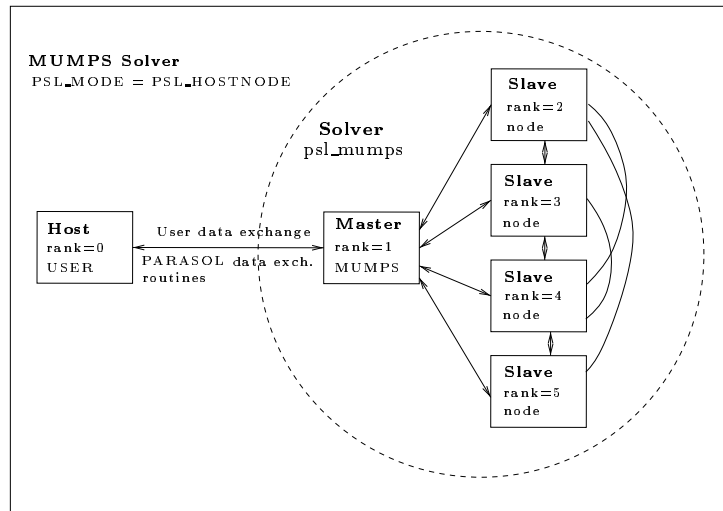 MUMPS Solver
PSL_MODE = PSL_HOSTNODE
Solver
psl_mumps
Host
rank=0
USER
User data exchange
PARASOL data exch.
routines
Master
rank=1
MUMPS
Slave
rank=2
node
Slave
rank=3
node
Slave
rank=4
node
Slave
rank=5
node